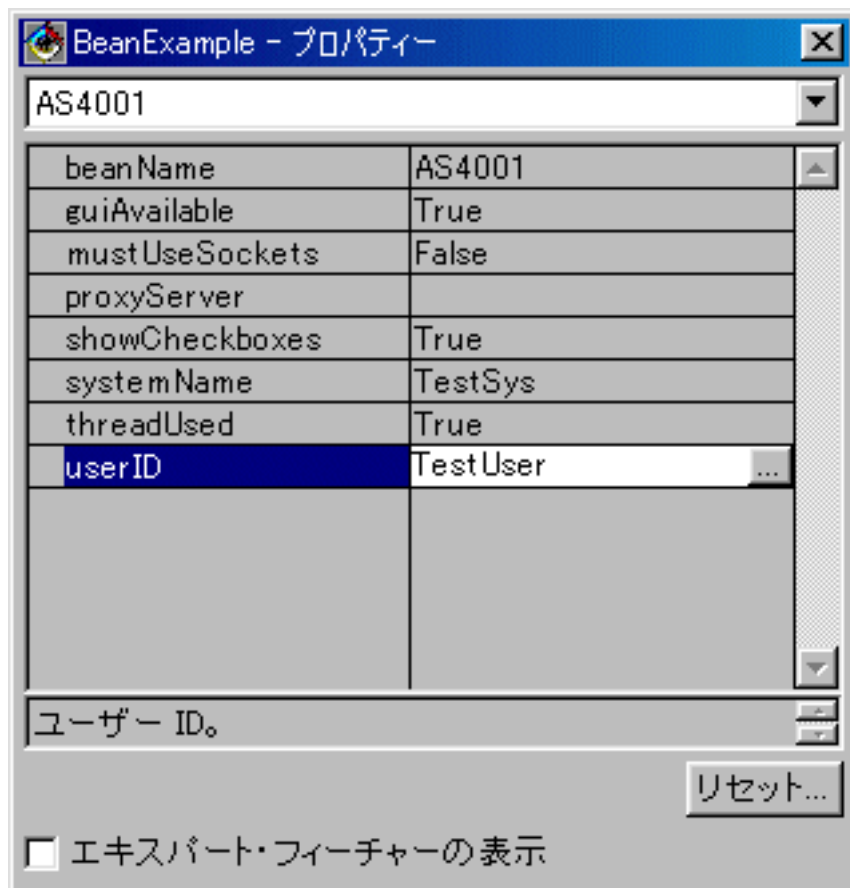 BeanExample - プロパティー
AS4001
beanName AS4001
guiAvailable True
mustUseSockets False
proxyServer
showCheckboxes True
systemName TestSys
threadUsed True
userID TestUser ...
ユーザー ID。
リセット...
エキスパート・フィーチャーの表示